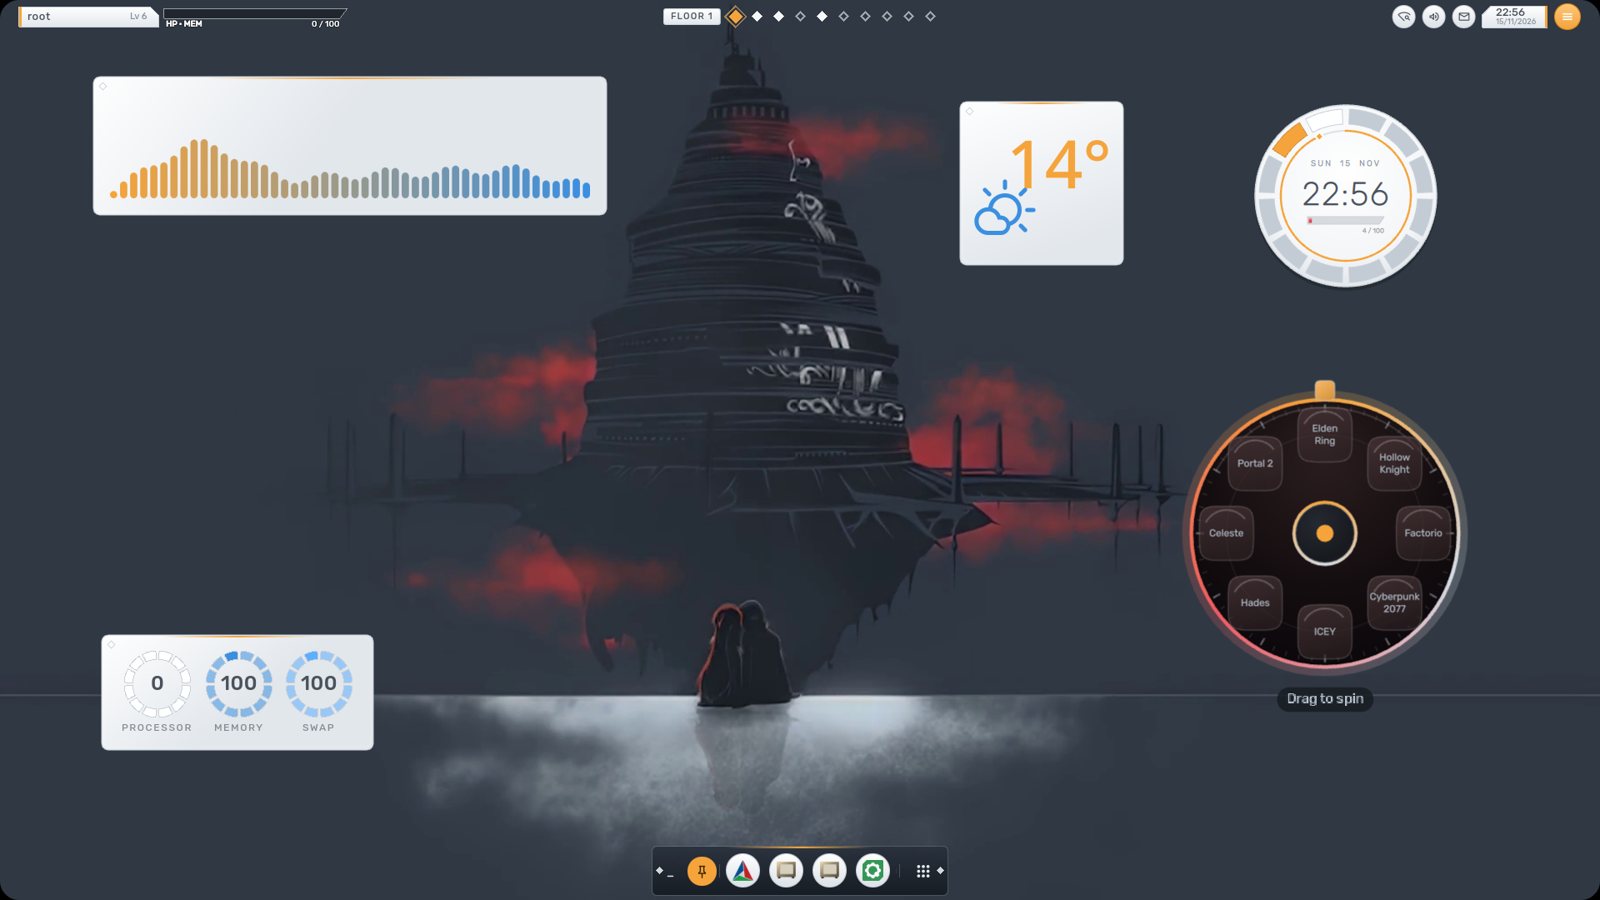 root Lv 6
HP·MEM 0 / 100
FLOOR 1
22:56
15/11/2026
14°
SUN 15 NOV
22:56
4 / 100
Elden
Ring
Portal 2
Hollow
Knight
Celeste
Factorio
Hades
Cyberpunk
2077
ICEY
Drag to spin
0 100 100
PROCESSOR MEMORY SWAP